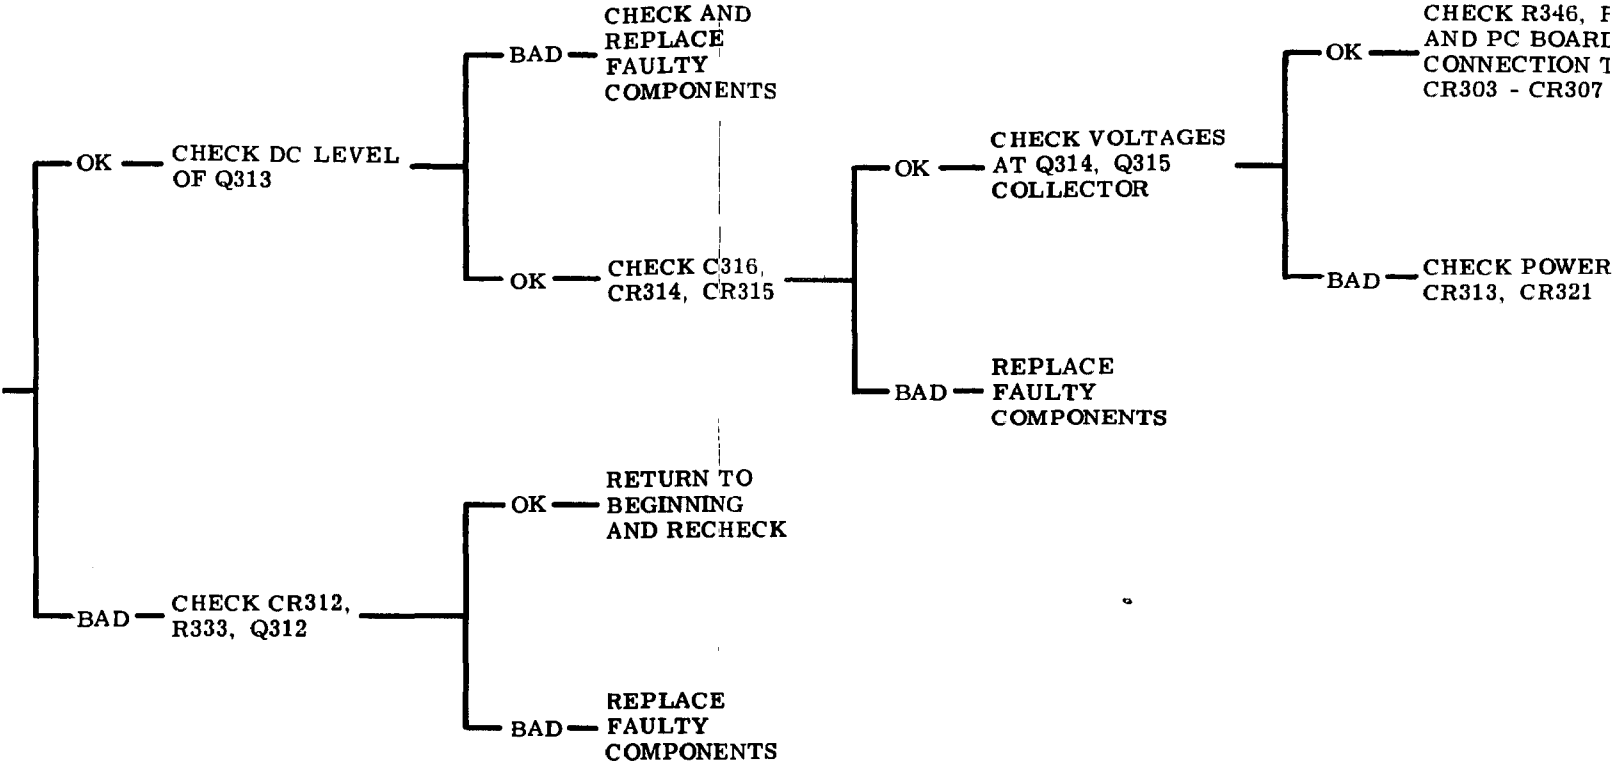 CHECK AND
REPLACE
FAULTY
COMPONENTS
BAD
OK
CHECK DC LEVEL
OF Q313
OK
CHECK C316,
CR314, CR315
OK
CHECK VOLTAGES
AT Q314, Q315
COLLECTOR
OK
CHECK R346,
AND PC BOARD
CONNECTION
CR303 - CR307
BAD
CHECK POWER
CR313, CR321
BAD
REPLACE
FAULTY
COMPONENTS
BAD
CHECK CR312,
R333, Q312
OK
RETURN TO
BEGINNING
AND RECHECK
BAD
REPLACE
FAULTY
COMPONENTS